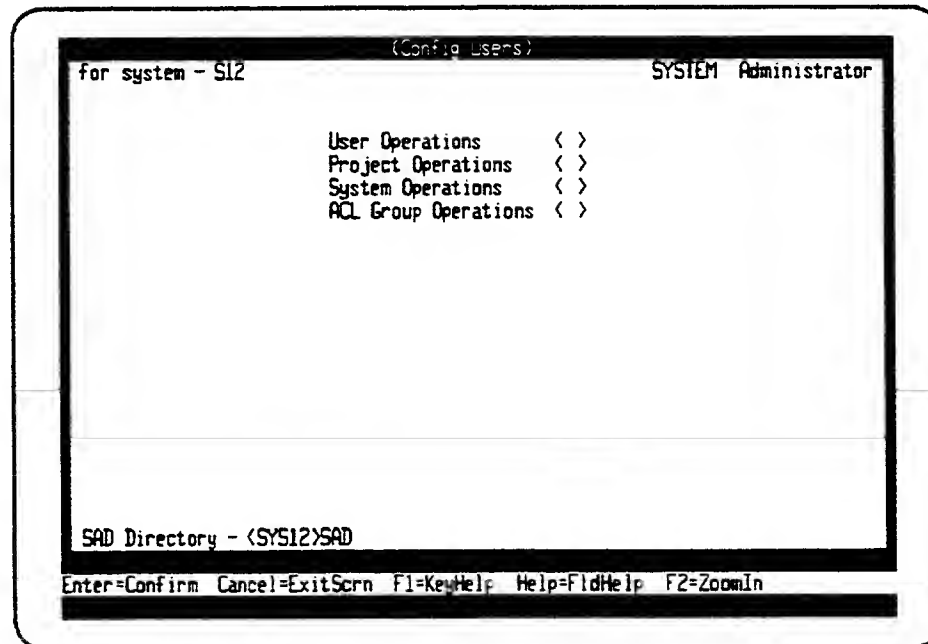 (Config Users)
for system - S12 SYSTEM Administrator
User Operations < >
Project Operations < >
System Operations < >
ACL Group Operations < >
SAD Directory - <SYS12>SAD
Enter=Confirm Cancel=ExitScrn F1=KeyHelp Help=FldHelp F2=ZoomIn